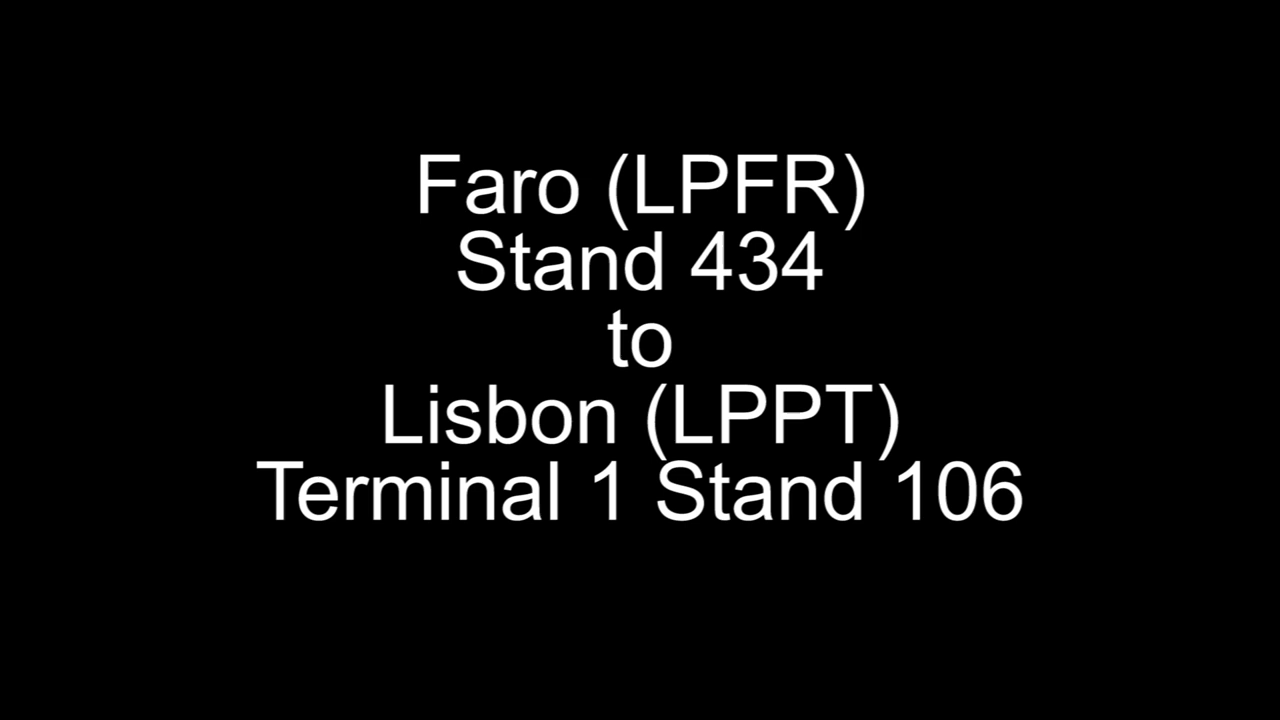 Faro (LPFR)
Stand 434
to
Lisbon (LPPT)
Terminal 1 Stand 106